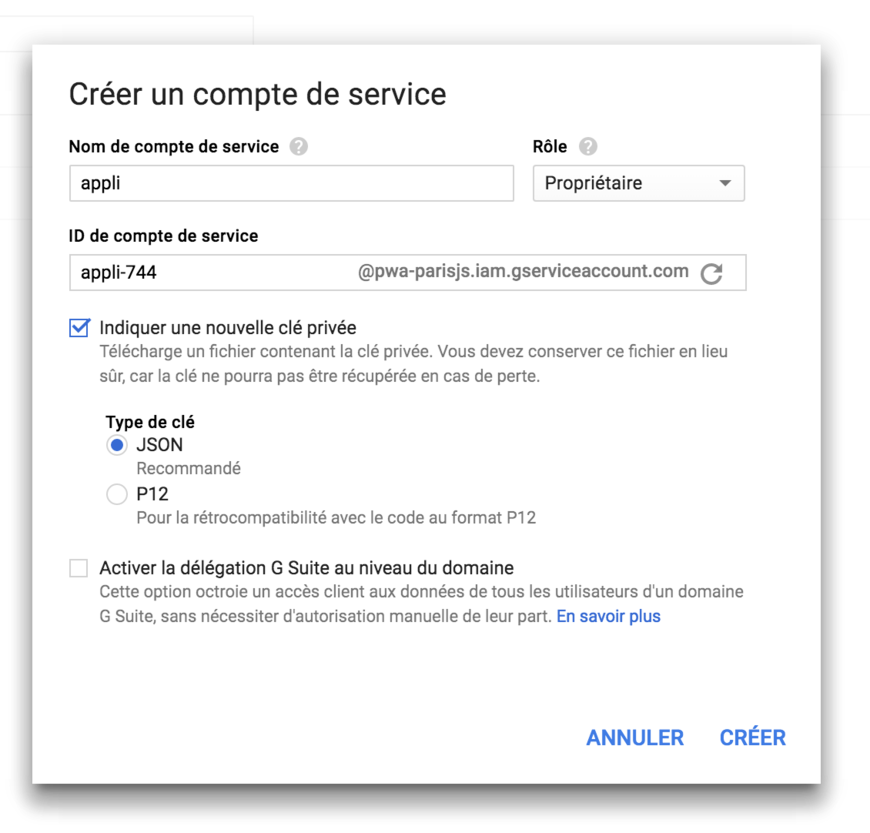 Créer un compte de service
Nom de compte de service ?
Rôle ?
appli
Propriétaire
ID de compte de service
appli-744 @pwa-parisjs.iam.gserviceaccount.com
Indiquer une nouvelle clé privée
Télécharge un fichier contenant la clé privée. Vous devez conserver ce fichier en lieu
sûr, car la clé ne pourra pas être récupérée en cas de perte.
Type de clé
JSON
Recommandé
P12
Pour la rétrocompatibilité avec le code au format P12
Activer la délégation G Suite au niveau du domaine
Cette option octroie un accès client aux données de tous les utilisateurs d'un domaine
G Suite, sans nécessiter d'autorisation manuelle de leur part. En savoir plus
ANNULER CRÉER